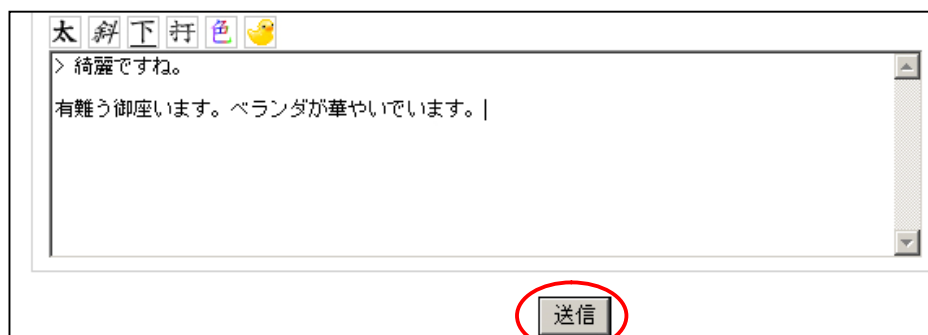 太 斜 下 打 色
> 綺麗ですね。
有難う御座います。ベランダが華やいでいます。
送信